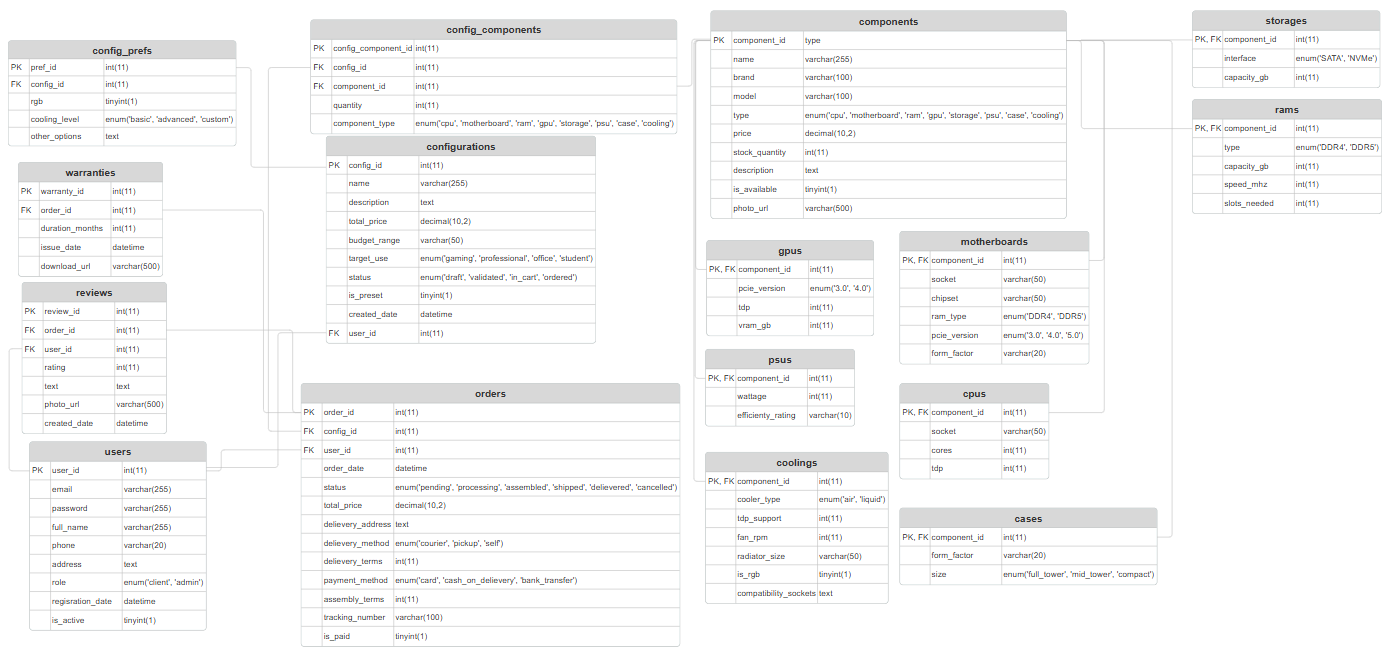 config_prefs
PK pref_id int(11)
FK config_id int(11)
rgb tinyint(1)
cooling_level enum('basic', 'advanced', 'custom')
other_options text
warranties
PK warranty_id int(11)
FK order_id int(11)
duration_months int(11)
issue_date datetime
download_url varchar(500)
reviews
PK review_id int(11)
FK order_id int(11)
FK user_id int(11)
rating int(11)
text text
photo_url varchar(500)
created_date datetime
users
PK user_id int(11)
email varchar(255)
password varchar(255)
full_name varchar(255)
phone varchar(20)
address text
role enum('client', 'admin')
regisration_date datetime
is_active tinyint(1)
config_components
PK config_component_id int(11)
FK config_id int(11)
FK component_id int(11)
quantity int(11)
component_type enum('cpu', 'motherboard', 'ram', 'gpu', 'storage', 'psu', 'case', 'cooling')
configurations
PK config_id int(11)
name varchar(255)
description text
total_price decimal(10,2)
budget_range varchar(50)
target_use enum('gaming', 'professional', 'office', 'student')
status enum('draft', 'validated', 'in_cart', 'ordered')
is_preset tinyint(1)
created_date datetime
FK user_id int(11)
orders
PK order_id int(11)
FK config_id int(11)
FK user_id int(11)
order_date datetime
status enum('pending', 'processing', 'assembled', 'shipped', 'delievered', 'cancelled')
total_price decimal(10,2)
delievery_address text
delievery_method enum('courier', 'pickup', 'self')
delievery_terms int(11)
payment_method enum('card', 'cash_on_delievery', 'bank_transfer')
assembly_terms int(11)
tracking_number varchar(100)
is_paid tinyint(1)
components
PK component_id type
name varchar(255)
brand varchar(100)
model varchar(100)
type enum('cpu', 'motherboard', 'ram', 'gpu', 'storage', 'psu', 'case', 'cooling')
price decimal(10,2)
stock_quantity int(11)
description text
is_available tinyint(1)
photo_url varchar(500)
gpus
PK, FK component_id int(11)
pcie_version enum('3.0', '4.0')
tdp int(11)
vram_gb int(11)
psus
PK, FK component_id int(11)
wattage int(11)
efficienty_rating varchar(10)
coolings
PK, FK component_id int(11)
cooler_type enum('air', 'liquid')
tdp_support int(11)
fan_rpm int(11)
radiator_size varchar(50)
is_rgb tinyint(1)
compatibility_sockets text
motherboards
PK, FK component_id int(11)
socket varchar(50)
chipset varchar(50)
ram_type enum('DDR4', 'DDR5')
pcie_version enum('3.0', '4.0', '5.0')
form_factor varchar(20)
cpus
PK, FK component_id int(11)
socket varchar(50)
cores int(11)
tdp int(11)
cases
PK, FK component_id int(11)
form_factor varchar(20)
size enum('full_tower', 'mid_tower', 'compact')
storages
PK, FK component_id int(11)
interface enum('SATA', 'NVMe')
capacity_gb int(11)
rams
PK, FK component_id int(11)
type enum('DDR4', 'DDR5')
capacity_gb int(11)
speed_mhz int(11)
slots_needed int(11)